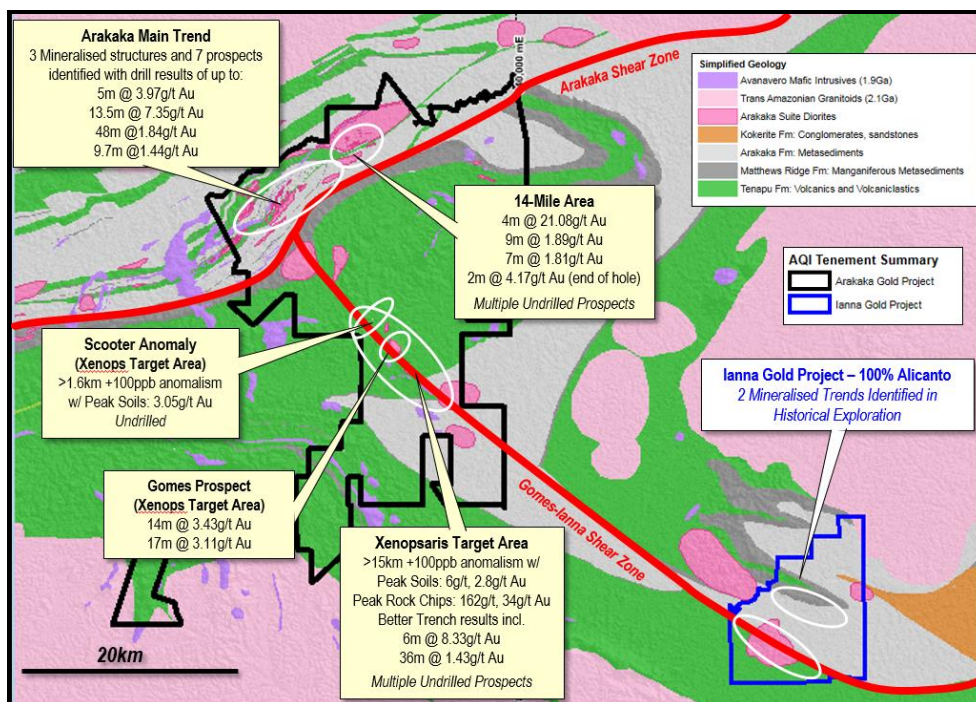 Arakaka Main Trend
3 Mineralised structures and 7 prospects
identified with drill results of up to:
5m @ 3.97g/t Au
13.5m @ 7.35g/t Au
48m @1.84g/t Au
9.7m @1.44g/t Au
Arakaka Shear Zone
Simplified Geology
Avanavero Mafic Intrusives (1.9Ga)
Trans Amazonian Granitoids (2.1Ga)
Arakaka Suite Diorites
Kokerite Fm: Conglomerates, sandstones
Arakaka Fm: Metasediments
Matthews Ridge Fm: Manganiferous Metasediments
Tenapu Fm: Volcanics and Volcaniclastics
14-Mile Area
4m @ 21.08g/t Au
9m @ 1.89g/t Au
7m @ 1.81g/t Au
2m @ 4.17g/t Au (end of hole)
Multiple Undrilled Prospects
AQI Tenement Summary
Arakaka Gold Project
Ianna Gold Project
Scooter Anomaly
(Xenops Target Area)
>1.6km +100ppb anomalism
w/ Peak Soils: 3.05g/t Au
Undrilled
Ianna Gold Project – 100% Alicanto
2 Mineralised Trends Identified in
Historical Exploration
Gomes Prospect
(Xenops Target Area)
14m @ 3.43g/t Au
17m @ 3.11g/t Au
Gomes-Ianna Shear Zone
Xenopsaris Target Area
>15km +100ppb anomalism w/
Peak Soils: 6g/t, 2.8g/t Au
Peak Rock Chips: 162g/t, 34g/t Au
Better Trench results incl.
6m @ 8.33g/t Au
36m @ 1.43g/t Au
Multiple Undrilled Prospects
20km